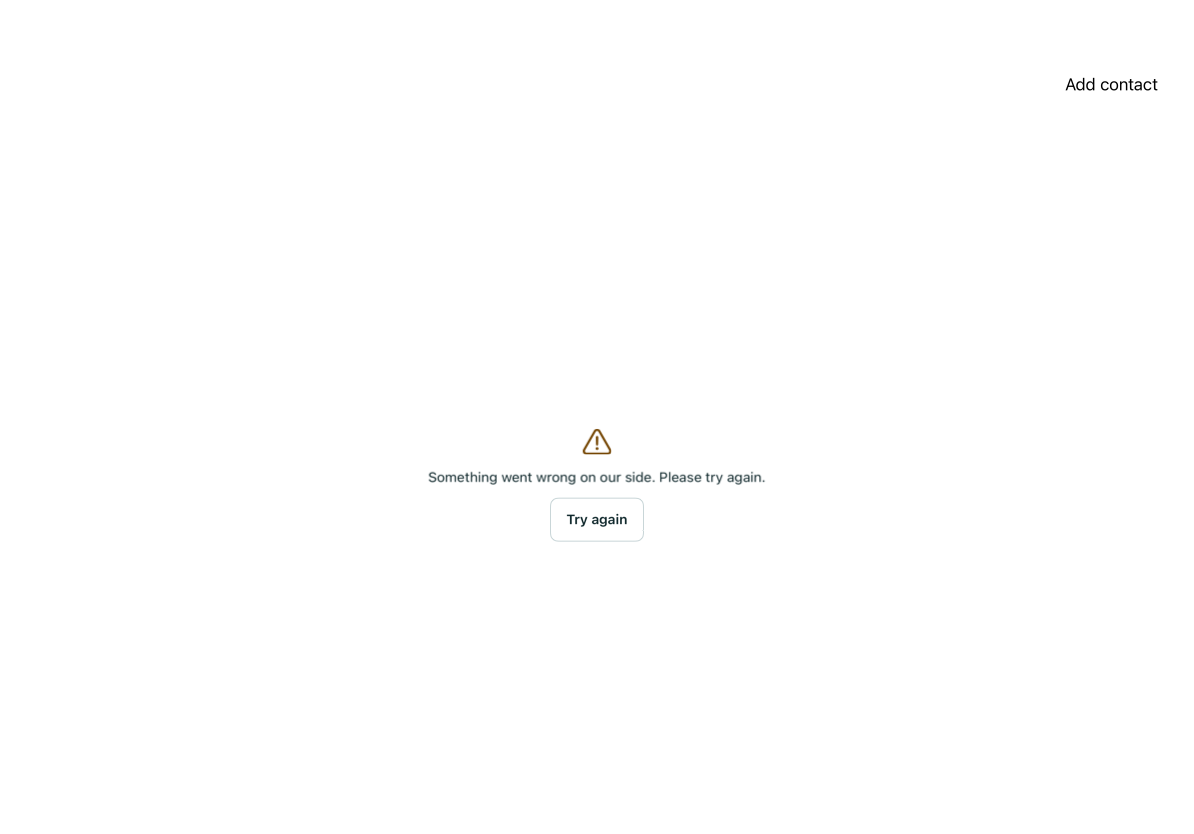 Add contact
Something went wrong on our side. Please try again.
Try again